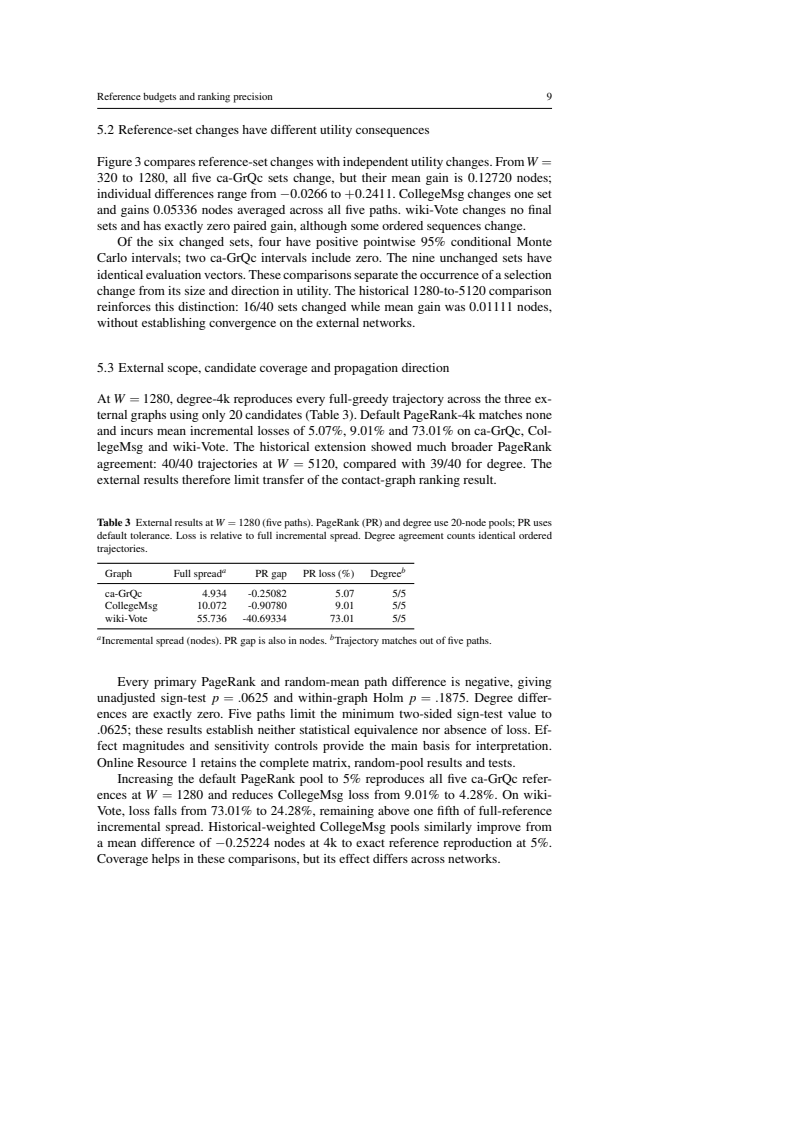 Reference budgets and ranking precision 9
5.2 Reference-set changes have different utility consequences
Figure 3 compares reference-set changes with independent utility changes. From W =
320 to 1280, all five ca-GrQc sets change, but their mean gain is 0.12720 nodes;
individual differences range from −0.0266 to +0.2411. CollegeMsg changes one set
and gains 0.05336 nodes averaged across all five paths. wiki-Vote changes no final
sets and has exactly zero paired gain, although some ordered sequences change.
Of the six changed sets, four have positive pointwise 95% conditional Monte
Carlo intervals; two ca-GrQc intervals include zero. The nine unchanged sets have
identical evaluation vectors. These comparisons separate the occurrence of a selection
change from its size and direction in utility. The historical 1280-to-5120 comparison
reinforces this distinction: 16/40 sets changed while mean gain was 0.01111 nodes,
without establishing convergence on the external networks.
5.3 External scope, candidate coverage and propagation direction
At W = 1280, degree-4k reproduces every full-greedy trajectory across the three ex-
ternal graphs using only 20 candidates (Table 3). Default PageRank-4k matches none
and incurs mean incremental losses of 5.07%, 9.01% and 73.01% on ca-GrQc, Col-
legeMsg and wiki-Vote. The historical extension showed much broader PageRank
agreement: 40/40 trajectories at W = 5120, compared with 39/40 for degree. The
external results therefore limit transfer of the contact-graph ranking result.
Table 3 External results at W = 1280 (five paths). PageRank (PR) and degree use 20-node pools; PR uses
default tolerance. Loss is relative to full incremental spread. Degree agreement counts identical ordered
trajectories.
Graph Full spreadᵃ PR gap PR loss (%) Degreeᵇ
ca-GrQc 4.934 -0.25082 5.07 5/5
CollegeMsg 10.072 -0.90780 9.01 5/5
wiki-Vote 55.736 -40.69334 73.01 5/5
ᵃIncremental spread (nodes). PR gap is also in nodes. ᵇTrajectory matches out of five paths.
Every primary PageRank and random-mean path difference is negative, giving
unadjusted sign-test p = .0625 and within-graph Holm p = .1875. Degree differ-
ences are exactly zero. Five paths limit the minimum two-sided sign-test value to
.0625; these results establish neither statistical equivalence nor absence of loss. Ef-
fect magnitudes and sensitivity controls provide the main basis for interpretation.
Online Resource 1 retains the complete matrix, random-pool results and tests.
Increasing the default PageRank pool to 5% reproduces all five ca-GrQc refer-
ences at W = 1280 and reduces CollegeMsg loss from 9.01% to 4.28%. On wiki-
Vote, loss falls from 73.01% to 24.28%, remaining above one fifth of full-reference
incremental spread. Historical-weighted CollegeMsg pools similarly improve from
a mean difference of −0.25224 nodes at 4k to exact reference reproduction at 5%.
Coverage helps in these comparisons, but its effect differs across networks.